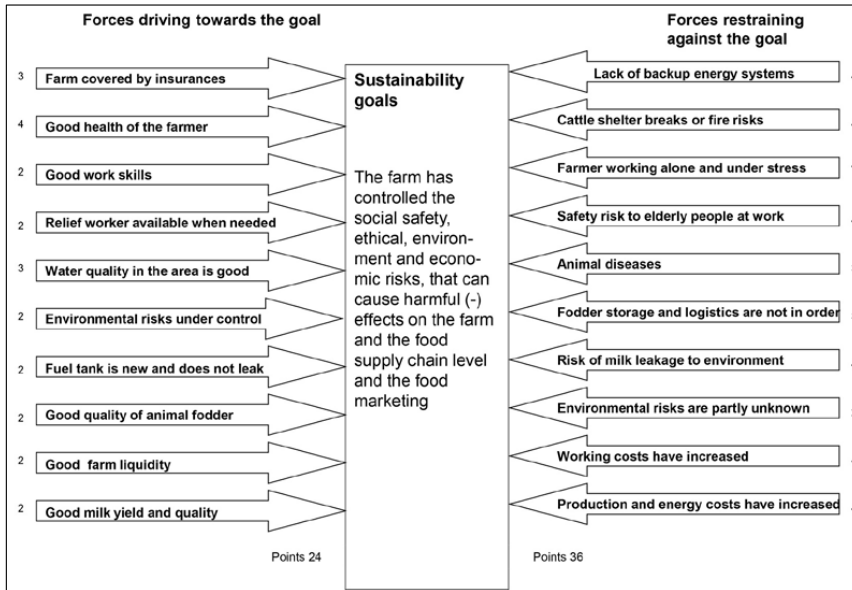 Forces driving towards the goal
Forces restraining
against the goal
3 Farm covered by insurances
4 Good health of the farmer
2 Good work skills
2 Relief worker available when needed
3 Water quality in the area is good
2 Environmental risks under control
2 Fuel tank is new and does not leak
2 Good quality of animal fodder
2 Good farm liquidity
2 Good milk yield and quality
Points 24
Sustainability
goals
The farm has
controlled the
social safety,
ethical, environ-
ment and econo-
mic risks, that can
cause harmful (-)
effects on the farm
and the food
supply chain level
and the food
marketing
Lack of backup energy systems
Cattle shelter breaks or fire risks
Farmer working alone and under stress
Safety risk to elderly people at work
Animal diseases
Fodder storage and logistics are not in order
Risk of milk leakage to environment
Environmental risks are partly unknown
Working costs have increased
Production and energy costs have increased
Points 36